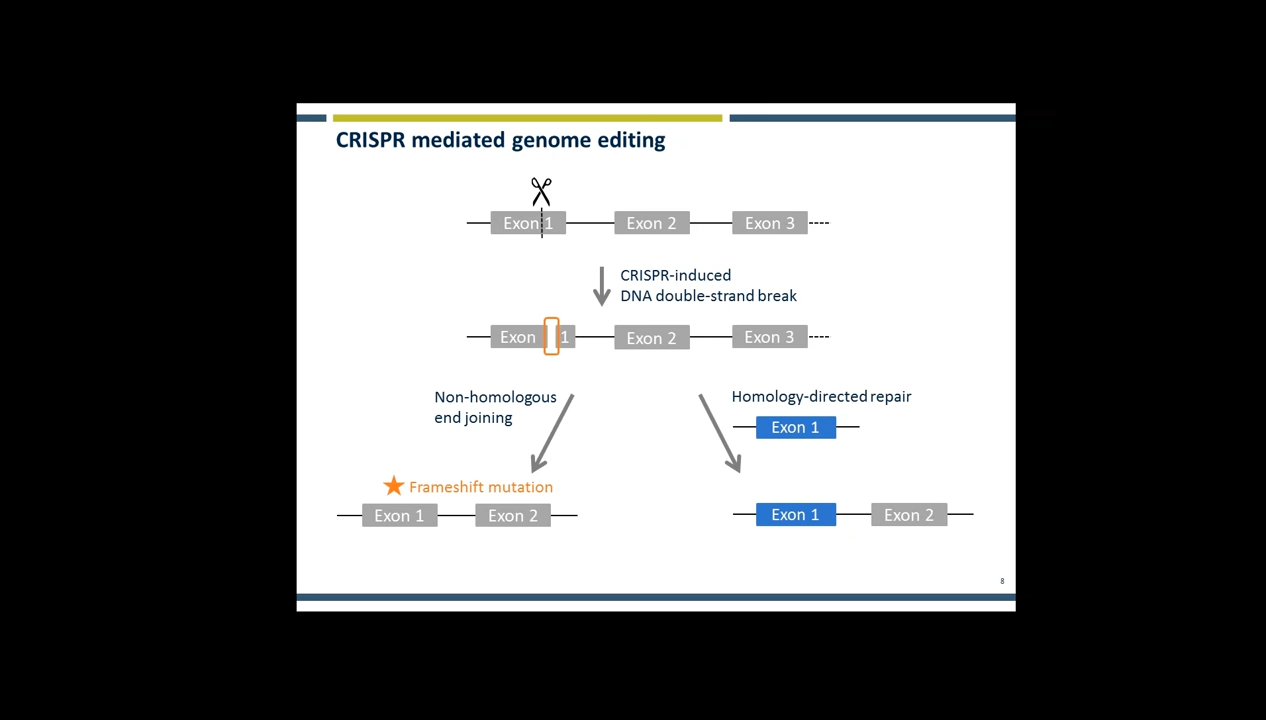 CRISPR mediated genome editing
Exon 1
Exon 2
Exon 3
CRISPR-induced
DNA double-strand break
Exon 1
Exon 2
Exon 3
Non-homologous
end joining
Homology-directed repair
Exon 1
Frameshift mutation
Exon 1
Exon 2
Exon 1
Exon 2
8